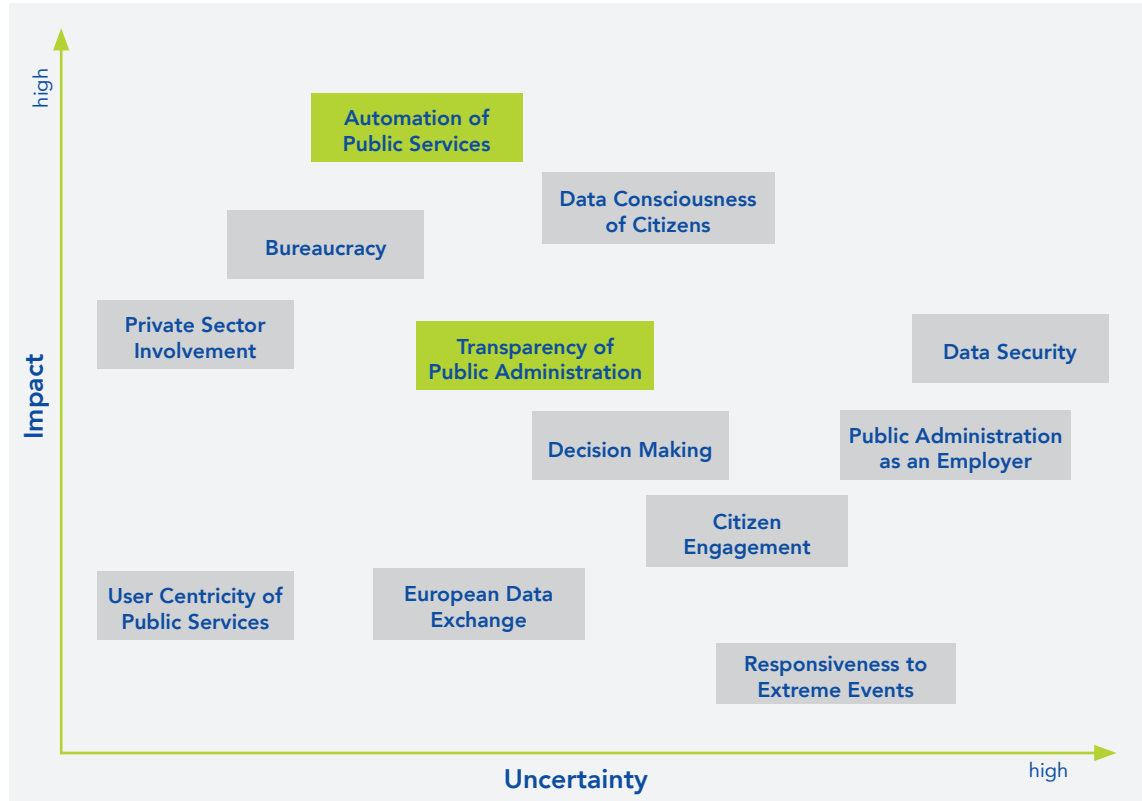 high
Automation of
Public Services
Data Consciousness
of Citizens
Bureaucracy
Private Sector
Involvement
Transparency of
Public Administration
Data Security
Impact
Decision Making
Public Administration
as an Employer
Citizen
Engagement
User Centricity of
Public Services
European Data
Exchange
Responsiveness to
Extreme Events
Uncertainty
high